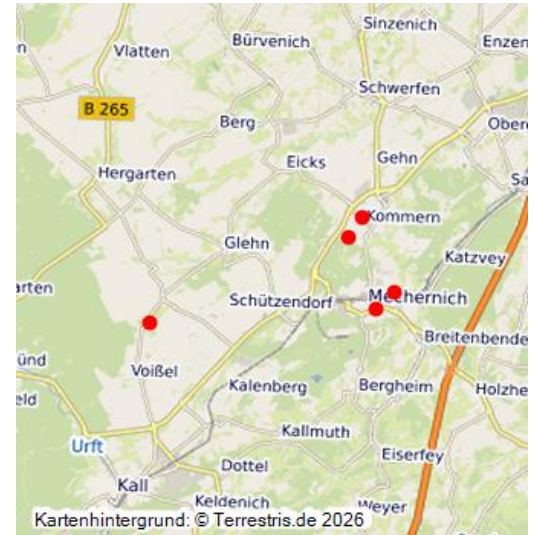 Sinzenich
Bürvenich
Enzen
Vlatten
Schwerfen
B 265
Berg
Ober
Eicks
Gehn
Hergarten
Sa
Kommern
Glehn
Katzvey
arten
Schützendorf
Mechernich
Breitenbende
ünd
Voißel
Kalenberg
Bergheim
Holzhe
eld
Kallmuth
Urft
Eiserfey
Dottel
Kall
Keldenich
Weyer
Kartenhintergrund: © Terrestris.de 2026